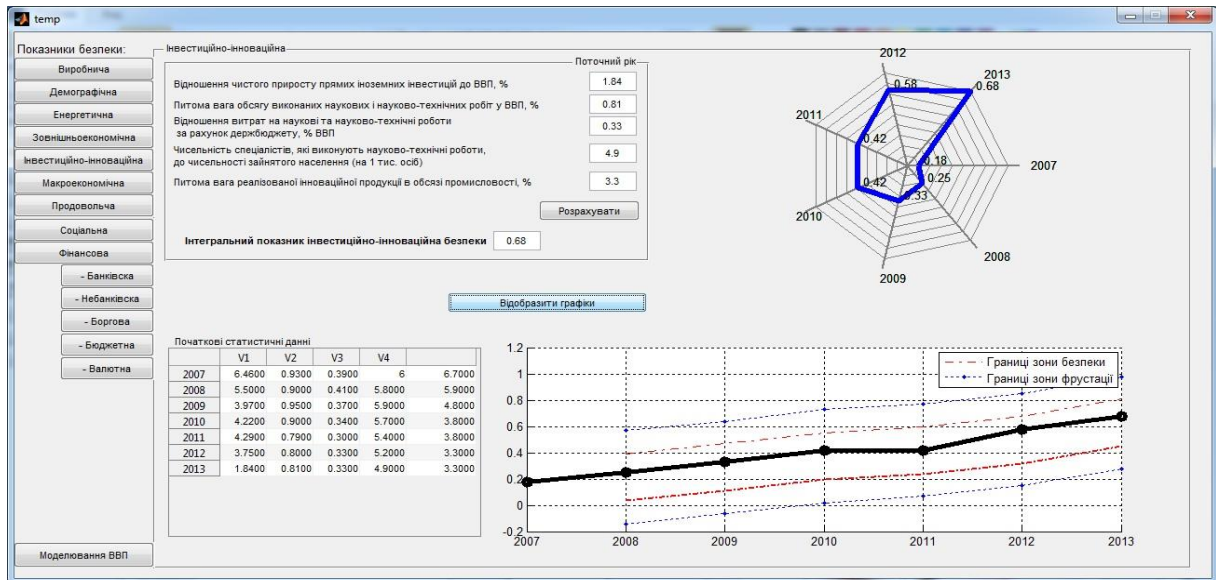 temp
Показники безпеки:
Виробнича
Демографічна
Енергетична
Зовнішньоекономічна
Інвестиційно-інноваційна
Макроекономічна
Продовольча
Соціальна
Фінансова
- Банківска
- Небанківска
- Боргова
- Бюджетна
- Валютна
Моделювання ВВП
Інвестиційно-інноваційна
Поточний рік
Відношення чистого приросту прямих іноземних інвестицій до ВВП, % 1.84
Питома вага обсягу виконаних наукових і науково-технічних робіт у ВВП, % 0.81
Відношення витрат на наукові та науково-технічні роботи
за рахунок держбюджету, % ВВП 0.33
Чисельність спеціалістів, які виконують науково-технічні роботи,
до чисельності зайнятого населення (на 1 тис. осіб) 4.9
Питома вага реалізованої інноваційної продукції в обсязі промисловості, % 3.3
Розрахувати
Інтегральний показник інвестиційно-інноваційна безпеки 0.68
Відобразити графіки
2012
2013
0.58
0.68
2011
0.42
0.18
2007
0.25
0.42
0.33
2010
2008
2009
Початкові статистичні данні
V1 V2 V3 V4
2007 6.4600 0.9300 0.3900 6 6.7000
2008 5.5000 0.9000 0.4100 5.8000 5.9000
2009 3.9700 0.9500 0.3700 5.9000 4.8000
2010 4.2200 0.9000 0.3400 5.7000 3.8000
2011 4.2900 0.7900 0.3000 5.4000 3.8000
2012 3.7500 0.8000 0.3300 5.2000 3.3000
2013 1.8400 0.8100 0.3300 4.9000 3.3000
Границі зони безпеки
Границі зони фрустації
1.2
1
0.8
0.6
0.4
0.2
0
-0.2
2007 2008 2009 2010 2011 2012 2013